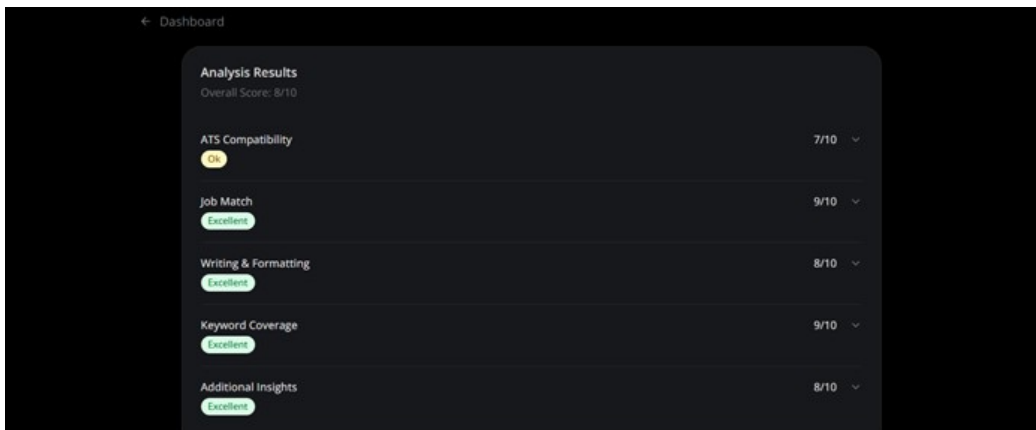 ← Dashboard
Analysis Results
Overall Score: 8/10
ATS Compatibility 7/10
Ok
Job Match 9/10
Excellent
Writing & Formatting 8/10
Excellent
Keyword Coverage 9/10
Excellent
Additional Insights 8/10
Excellent